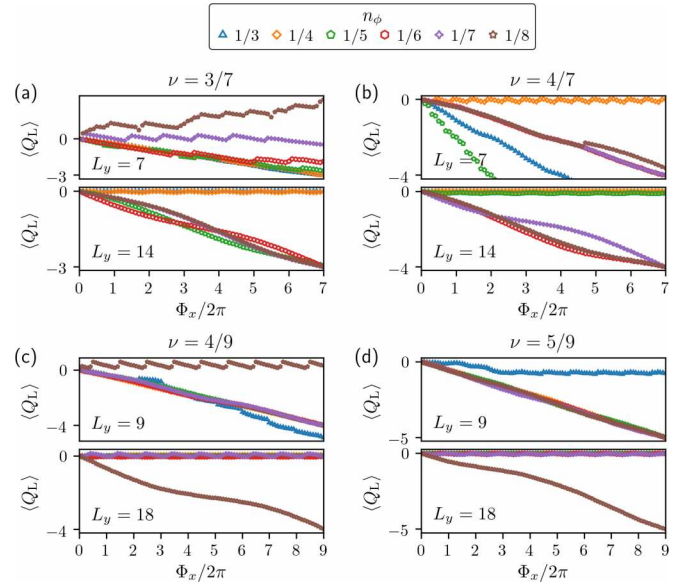 n_ϕ
1/3 1/4 1/5 1/6 1/7 1/8
(a) ν = 3/7
⟨Q_L⟩
0
−3
L_y = 7
⟨Q_L⟩
0
−3
L_y = 14
0 1 2 3 4 5 6 7
Φ_x/2π
(b) ν = 4/7
⟨Q_L⟩
0
−4
L_y = 7
⟨Q_L⟩
0
−4
L_y = 14
0 1 2 3 4 5 6 7
Φ_x/2π
(c) ν = 4/9
⟨Q_L⟩
0
−4
L_y = 9
⟨Q_L⟩
0
−4
L_y = 18
0 1 2 3 4 5 6 7 8 9
Φ_x/2π
(d) ν = 5/9
⟨Q_L⟩
0
−5
L_y = 9
⟨Q_L⟩
0
−5
L_y = 18
0 1 2 3 4 5 6 7 8 9
Φ_x/2π